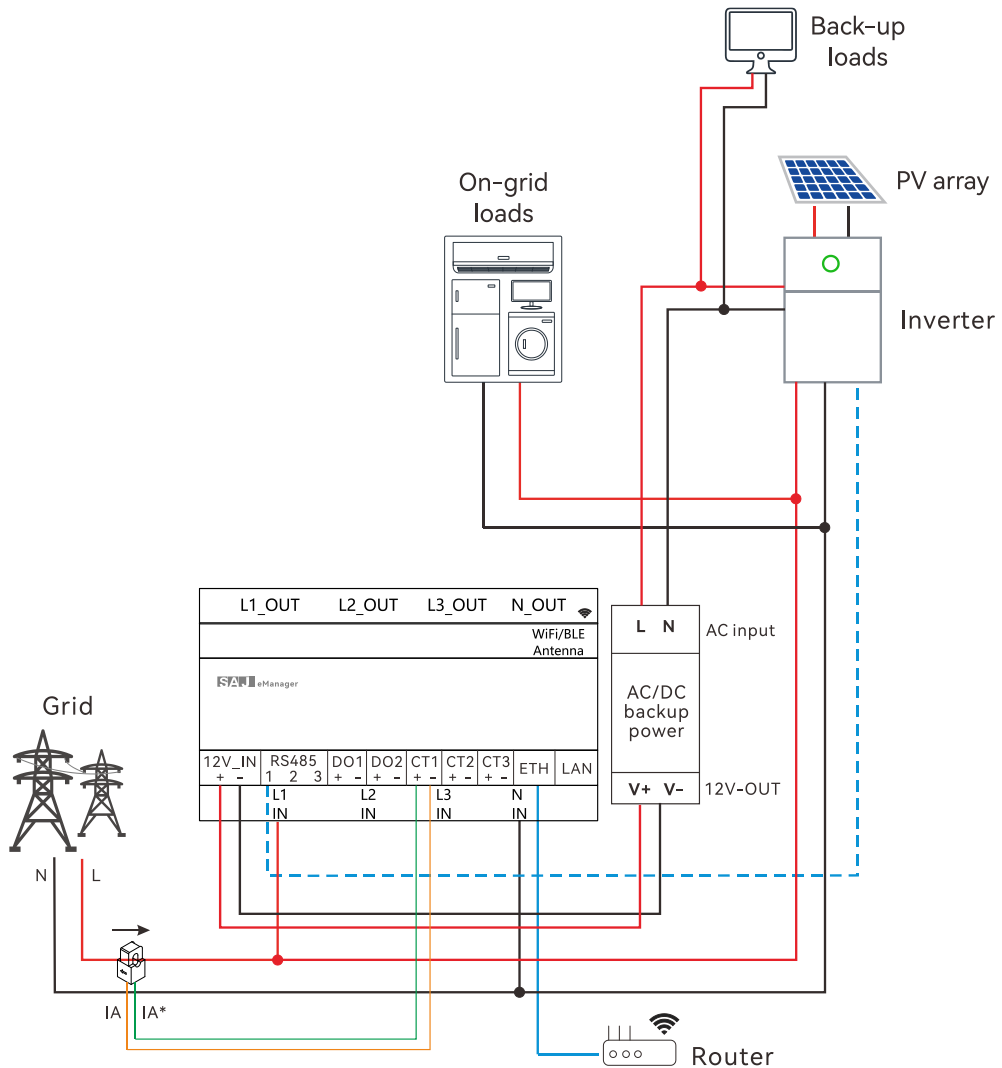 Back-up
loads
PV array
On-grid
loads
Inverter
L1_OUT L2_OUT L3_OUT N_OUT
WiFi/BLE
Antenna
L N
AC input
SAJ eManager
AC/DC
backup
power
Grid
12V_IN RS485 DO1 DO2 CT1 CT2 CT3 ETH LAN
+ - 1 2 3 + - + - + - + - + -
V+ V-
12V-OUT
L1 L2 L3 N
IN IN IN IN
N L
IA IA*
Router